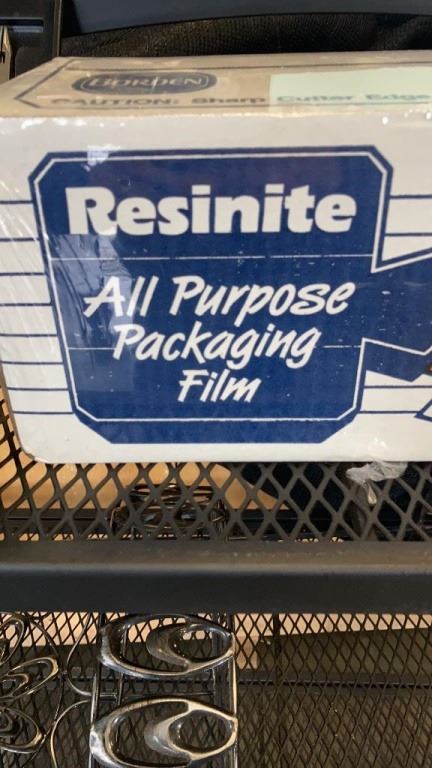 BORDEN
CAUTION: Sharp Cutter Edge
Resinite
All Purpose
Packaging
Film